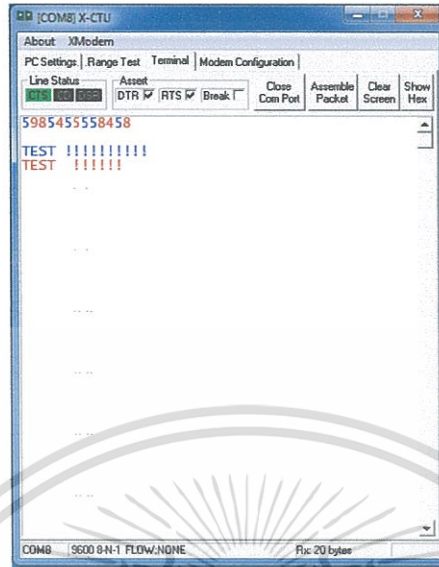 [COM8] X-CTU
About XModem
PC Settings Range Test Terminal Modem Configuration
Line Status Assert
CTS CD DSR DTR RTS Break
Close Com Port
Assemble Packet
Clear Screen
Show Hex
5985455558458
TEST !!!!!!!!!!
TEST !!!!!!
COM8 9600 8-N-1 FLOW:NONE Rx: 20 bytes